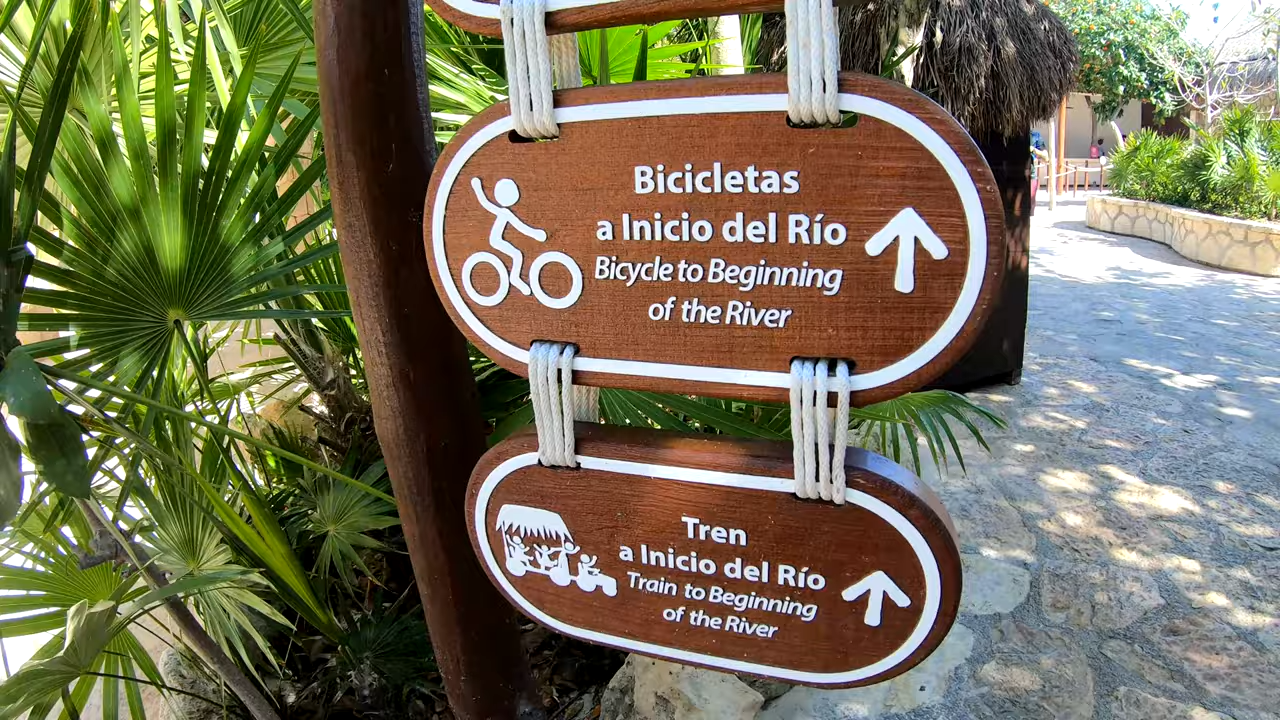 Bicicletas
a Inicio del Río
Bicycle to Beginning
of the River
Tren
a Inicio del Río
Train to Beginning
of the River